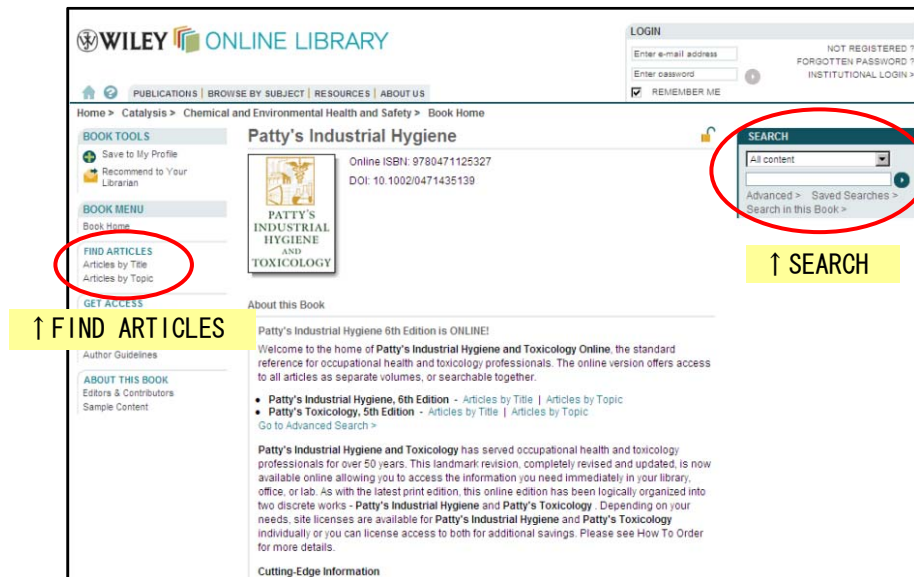 WILEY ONLINE LIBRARY
LOGIN
Enter e-mail address
Enter password
REMEMBER ME
NOT REGISTERED ?
FORGOTTEN PASSWORD ?
INSTITUTIONAL LOGIN >
PUBLICATIONS | BROWSE BY SUBJECT | RESOURCES | ABOUT US
Home > Catalysis > Chemical and Environmental Health and Safety > Book Home
BOOK TOOLS
Save to My Profile
Recommend to Your
Librarian
BOOK MENU
Book Home
FIND ARTICLES
Articles by Title
Articles by Topic
GET ACCESS
↑FIND ARTICLES
Author Guidelines
ABOUT THIS BOOK
Editors & Contributors
Sample Content
Patty's Industrial Hygiene
PATTY'S
INDUSTRIAL
HYGIENE
AND
TOXICOLOGY
Online ISBN: 9780471125327
DOI: 10.1002/0471435139
About this Book
Patty's Industrial Hygiene 6th Edition is ONLINE!
Welcome to the home of Patty's Industrial Hygiene and Toxicology Online, the standard
reference for occupational health and toxicology professionals. The online version offers access
to all articles as separate volumes, or searchable together.
• Patty's Industrial Hygiene, 6th Edition - Articles by Title | Articles by Topic
• Patty's Toxicology, 5th Edition - Articles by Title | Articles by Topic
Go to Advanced Search >
Patty's Industrial Hygiene and Toxicology has served occupational health and toxicology
professionals for over 50 years. This landmark revision, completely revised and updated, is now
available online allowing you to access the information you need immediately in your library,
office, or lab. As with the latest print edition, this online edition has been logically organized into
two discrete works - Patty's Industrial Hygiene and Patty's Toxicology . Depending on your
needs, site licenses are available for Patty's Industrial Hygiene and Patty's Toxicology
individually or you can license access to both for additional savings. Please see How To Order
for more details.
Cutting-Edge Information
SEARCH
All content
Advanced > Saved Searches >
Search in this Book >
↑SEARCH